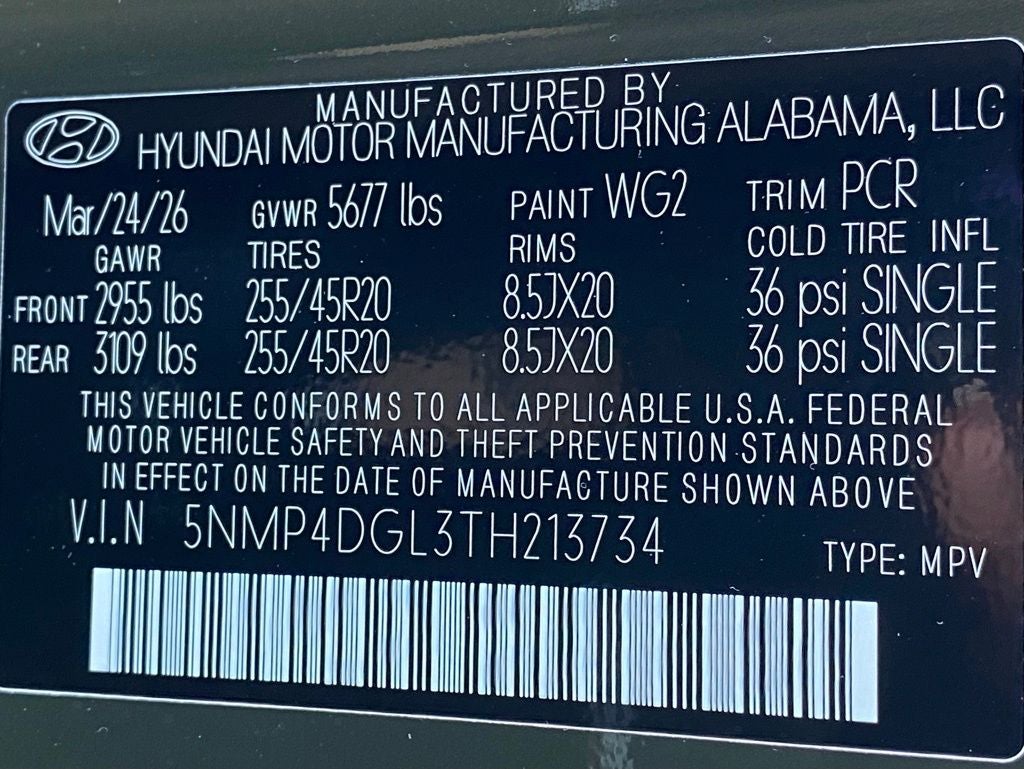 MANUFACTURED BY
HYUNDAI MOTOR MANUFACTURING ALABAMA, LLC
Mar/24/26 GVWR 5677 lbs PAINT WG2 TRIM PCR
GAWR TIRES RIMS COLD TIRE INFL
FRONT 2955 lbs 255/45R20 8.5JX20 36 psi SINGLE
REAR 3109 lbs 255/45R20 8.5JX20 36 psi SINGLE
THIS VEHICLE CONFORMS TO ALL APPLICABLE U.S.A. FEDERAL
MOTOR VEHICLE SAFETY AND THEFT PREVENTION STANDARDS
IN EFFECT ON THE DATE OF MANUFACTURE SHOWN ABOVE
V.I.N 5NMP4DGL3TH213734
TYPE: MPV